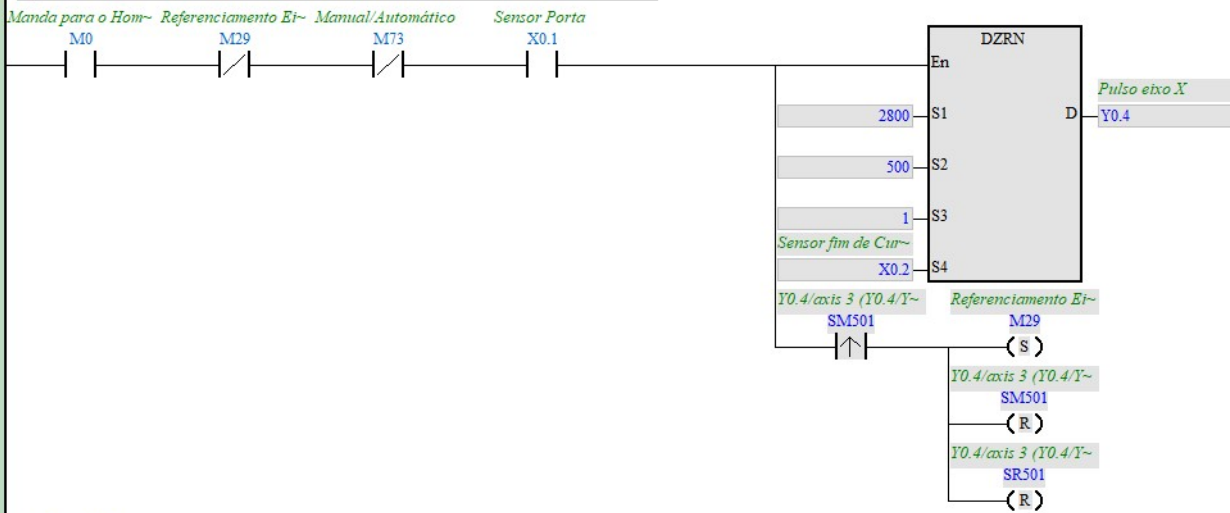 Manda para o Hom~ Referenciamento Ei~ Manual/Automático Sensor Porta
M0 M29 M73 X0.1
DZRN
En
Pulso eixo X
2800 S1 D Y0.4
500 S2
1 S3
Sensor fim de Cur~
X0.2 S4
Y0.4/axis 3 (Y0.4/Y~ Referenciamento Ei~
SM501 M29
S
Y0.4/axis 3 (Y0.4/Y~
SM501
R
Y0.4/axis 3 (Y0.4/Y~
SR501
R